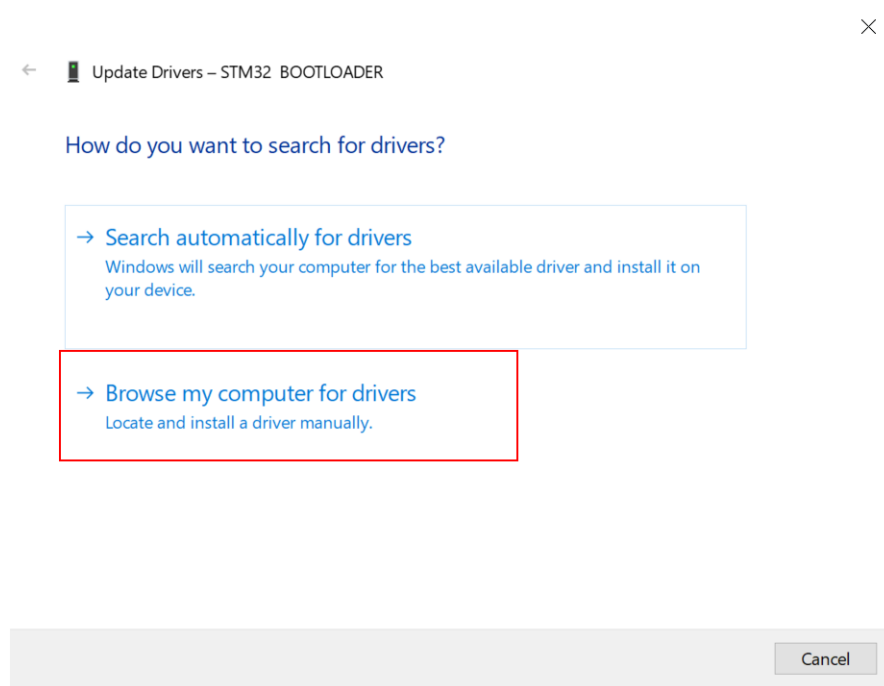 Update Drivers – STM32 BOOTLOADER
How do you want to search for drivers?
Search automatically for drivers
Windows will search your computer for the best available driver and install it on
your device.
Browse my computer for drivers
Locate and install a driver manually.
Cancel